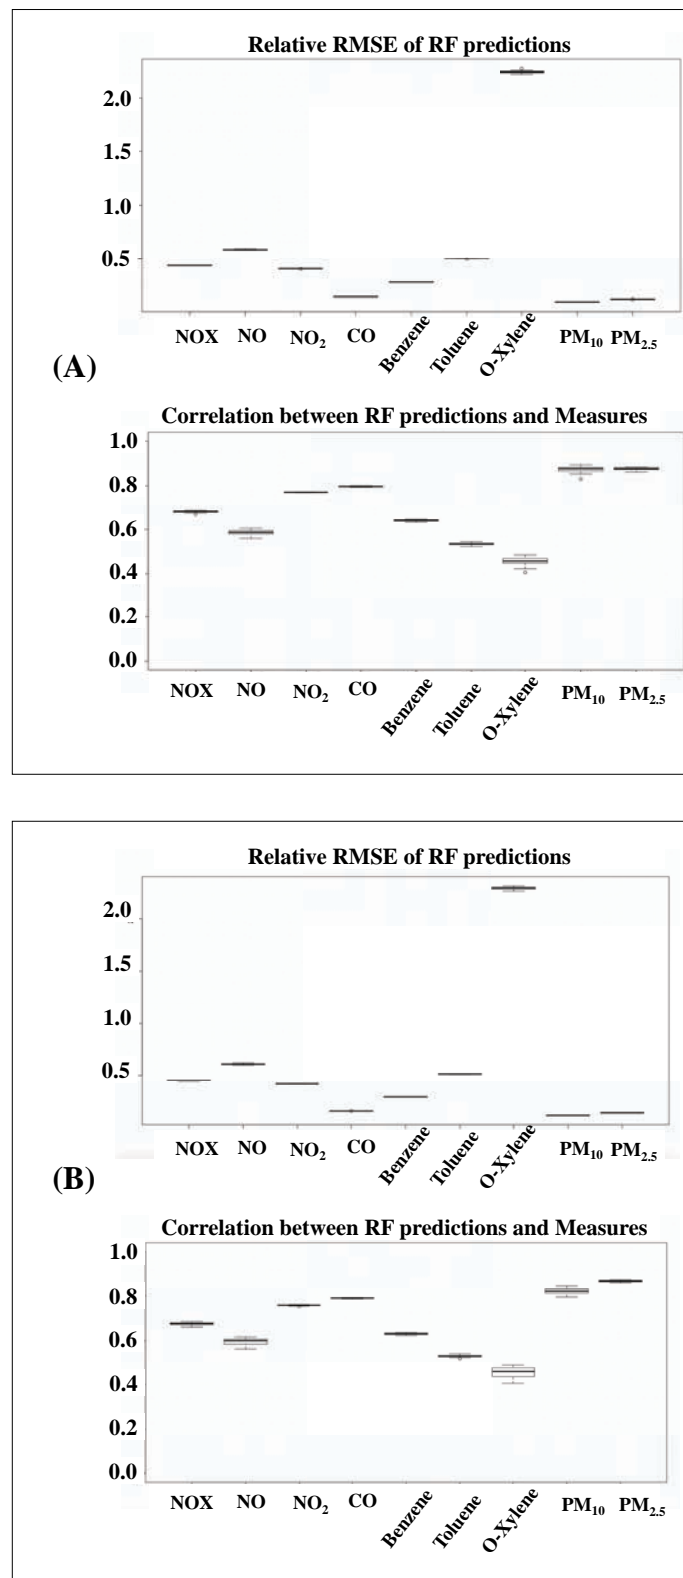 Relative RMSE of RF predictions
2.0
1.5
1.0
0.5
NOX NO NO2 CO Benzene Toluene O-Xylene PM10 PM2.5
(A)
Correlation between RF predictions and Measures
1.0
0.8
0.6
0.4
0.2
0.0
NOX NO NO2 CO Benzene Toluene O-Xylene PM10 PM2.5
Relative RMSE of RF predictions
2.0
1.5
1.0
0.5
NOX NO NO2 CO Benzene Toluene O-Xylene PM10 PM2.5
(B)
Correlation between RF predictions and Measures
1.0
0.8
0.6
0.4
0.2
0.0
NOX NO NO2 CO Benzene Toluene O-Xylene PM10 PM2.5